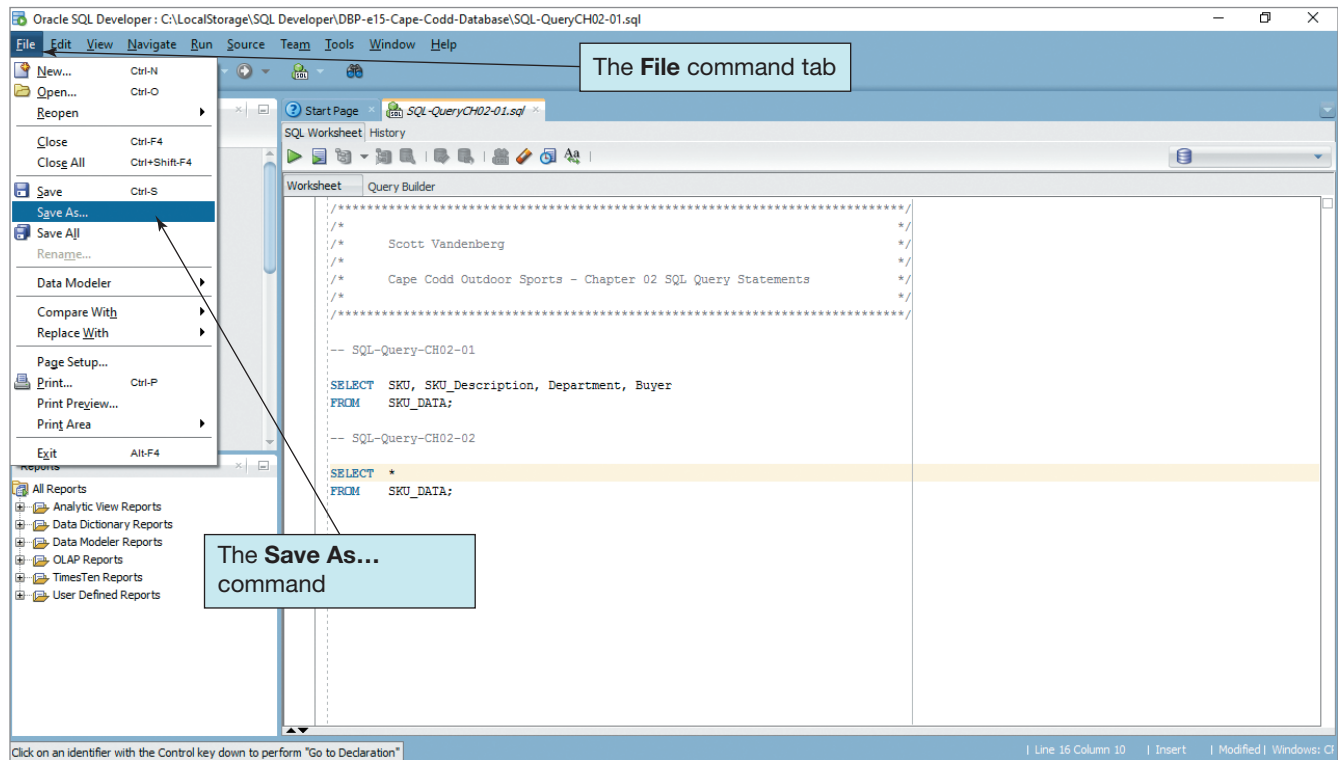 Oracle SQL Developer : C:\LocalStorage\SQL Developer\DBP-e15-Cape-Codd-Database\SQL-QueryCH02-01.sql
File Edit View Navigate Run Source Team Tools Window Help
The File command tab
New... Ctrl-N
Open... Ctrl-O
Reopen
Close Ctrl-F4
Close All Ctrl+Shift-F4
Save Ctrl-S
Save As...
Save All
Rename...
Data Modeler
Compare With
Replace With
Page Setup...
Print... Ctrl-P
Print Preview...
Print Area
Exit Alt-F4
Start Page SQL-QueryCH02-01.sql
SQL Worksheet History
Worksheet Query Builder
/****************************************************************************/
/* */
/* Scott Vandenberg */
/* */
/* Cape Codd Outdoor Sports - Chapter 02 SQL Query Statements */
/* */
/****************************************************************************/
-- SQL-Query-CH02-01
SELECT SKU, SKU_Description, Department, Buyer
FROM SKU_DATA;
-- SQL-Query-CH02-02
SELECT *
FROM SKU_DATA;
Reports
All Reports
Analytic View Reports
Data Dictionary Reports
Data Modeler Reports
OLAP Reports
TimesTen Reports
User Defined Reports
The Save As...
command
Click on an identifier with the Control key down to perform "Go to Declaration"
| Line 16 Column 10 | Insert | Modified | Windows: C